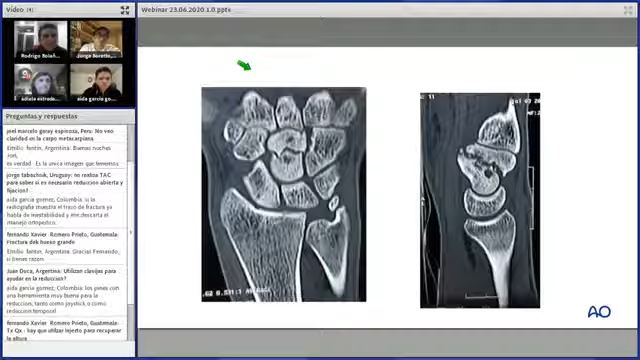 Video (4)
Webinar 23.06.2020 1.0.pptx
Jorge Boretto,...
aida garcia go...
Preguntas y respuestas
joel marcelo garay espinoza, Peru: No veo
claridad en la carpo metacarpiana
Emilio fantin, Argentina: Buenas noches
Joel,
es verdad. Es la unica imagen que tenemos
jorge tabachnik, Uruguay: no realiza TAC
para saber si es necesario reduccion abierta y
fijacion?
aida garcia gomez, Colombia: si la
radiografia muestra el trazo de fractura ya
habla de inestabilidad y me descarta el
manejo ortopedico.
fernando Xavier Romero Prieto, Guatemala:
Fractura dek hueso grande
Emilio fantin, Argentina: Gracias Fernando,
si tienes razon
Juan Duca, Argentina: Utilizan clavijas para
ayudar en la reduccion?
aida garcia gomez, Colombia: los pines con
una herramienta muy buena para la
reduccion, tanto como joystick o como
reduccion temporal
fernando Xavier Romero Prieto, Guatemala:
Tx Qx - hay que utilizar injerto para recuperar
la altura
AO